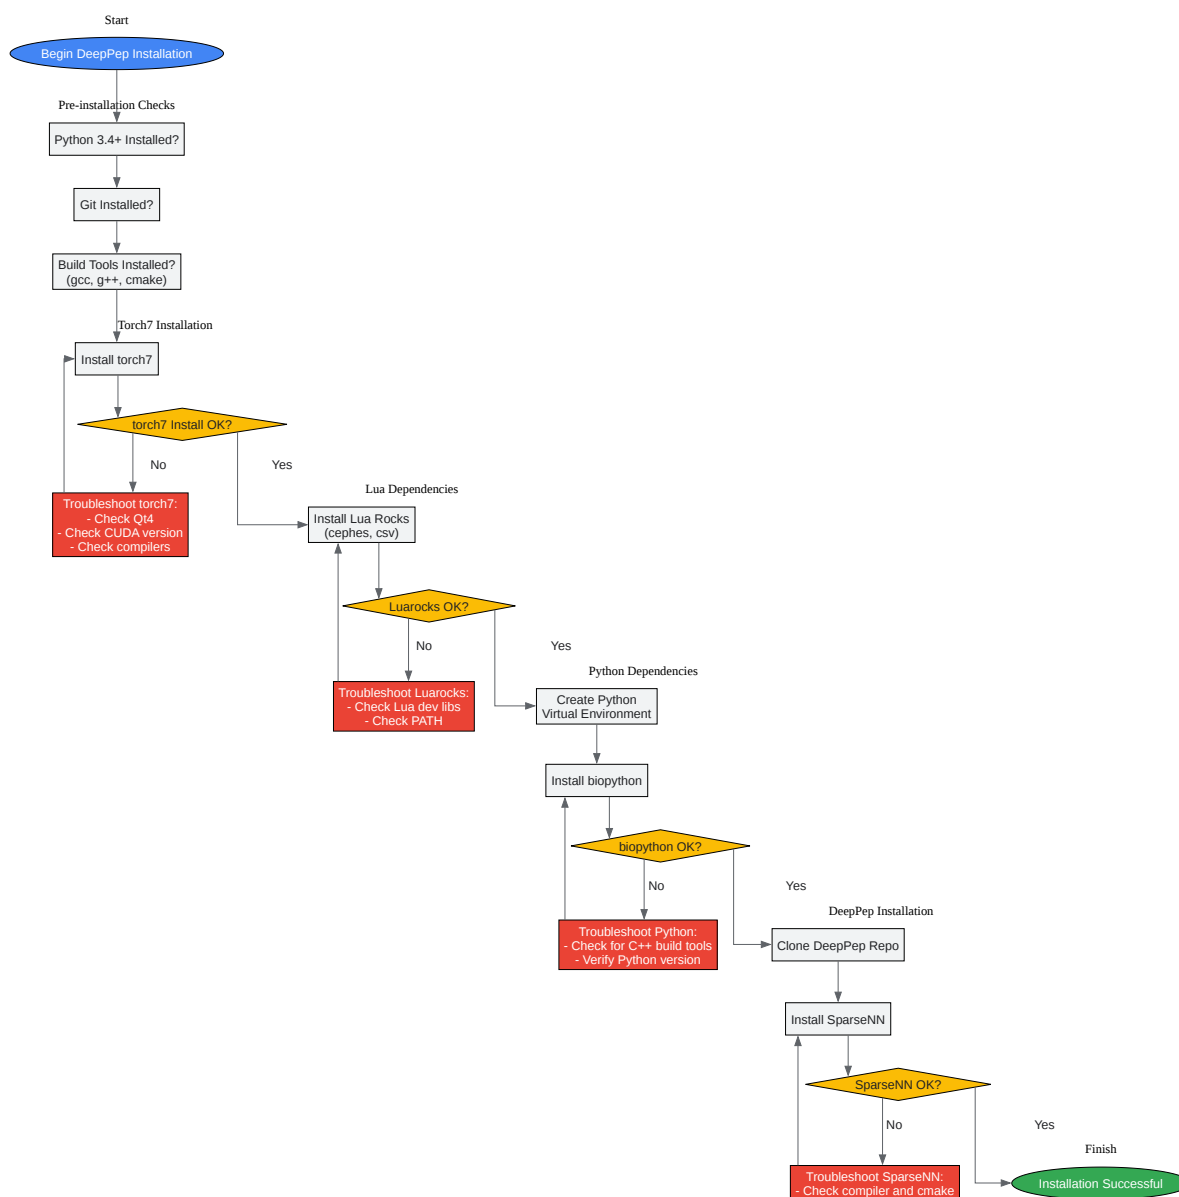 Start
Begin DeepPep Installation
Pre-installation Checks
Python 3.4+ Installed?
Git Installed?
Build Tools Installed?
(gcc, g++, cmake)
Torch7 Installation
Install torch7
torch7 Install OK?
No
Yes
Troubleshoot torch7:
- Check Qt4
- Check CUDA version
- Check compilers
Lua Dependencies
Install Lua Rocks
(cephes, csv)
Luarocks OK?
No
Yes
Troubleshoot Luarocks:
- Check Lua dev libs
- Check PATH
Python Dependencies
Create Python
Virtual Environment
Install biopython
biopython OK?
No
Yes
Troubleshoot Python:
- Check for C++ build tools
- Verify Python version
DeepPep Installation
Clone DeepPep Repo
Install SparseNN
SparseNN OK?
No
Yes
Troubleshoot SparseNN:
- Check compiler and cmake
Finish
Installation Successful